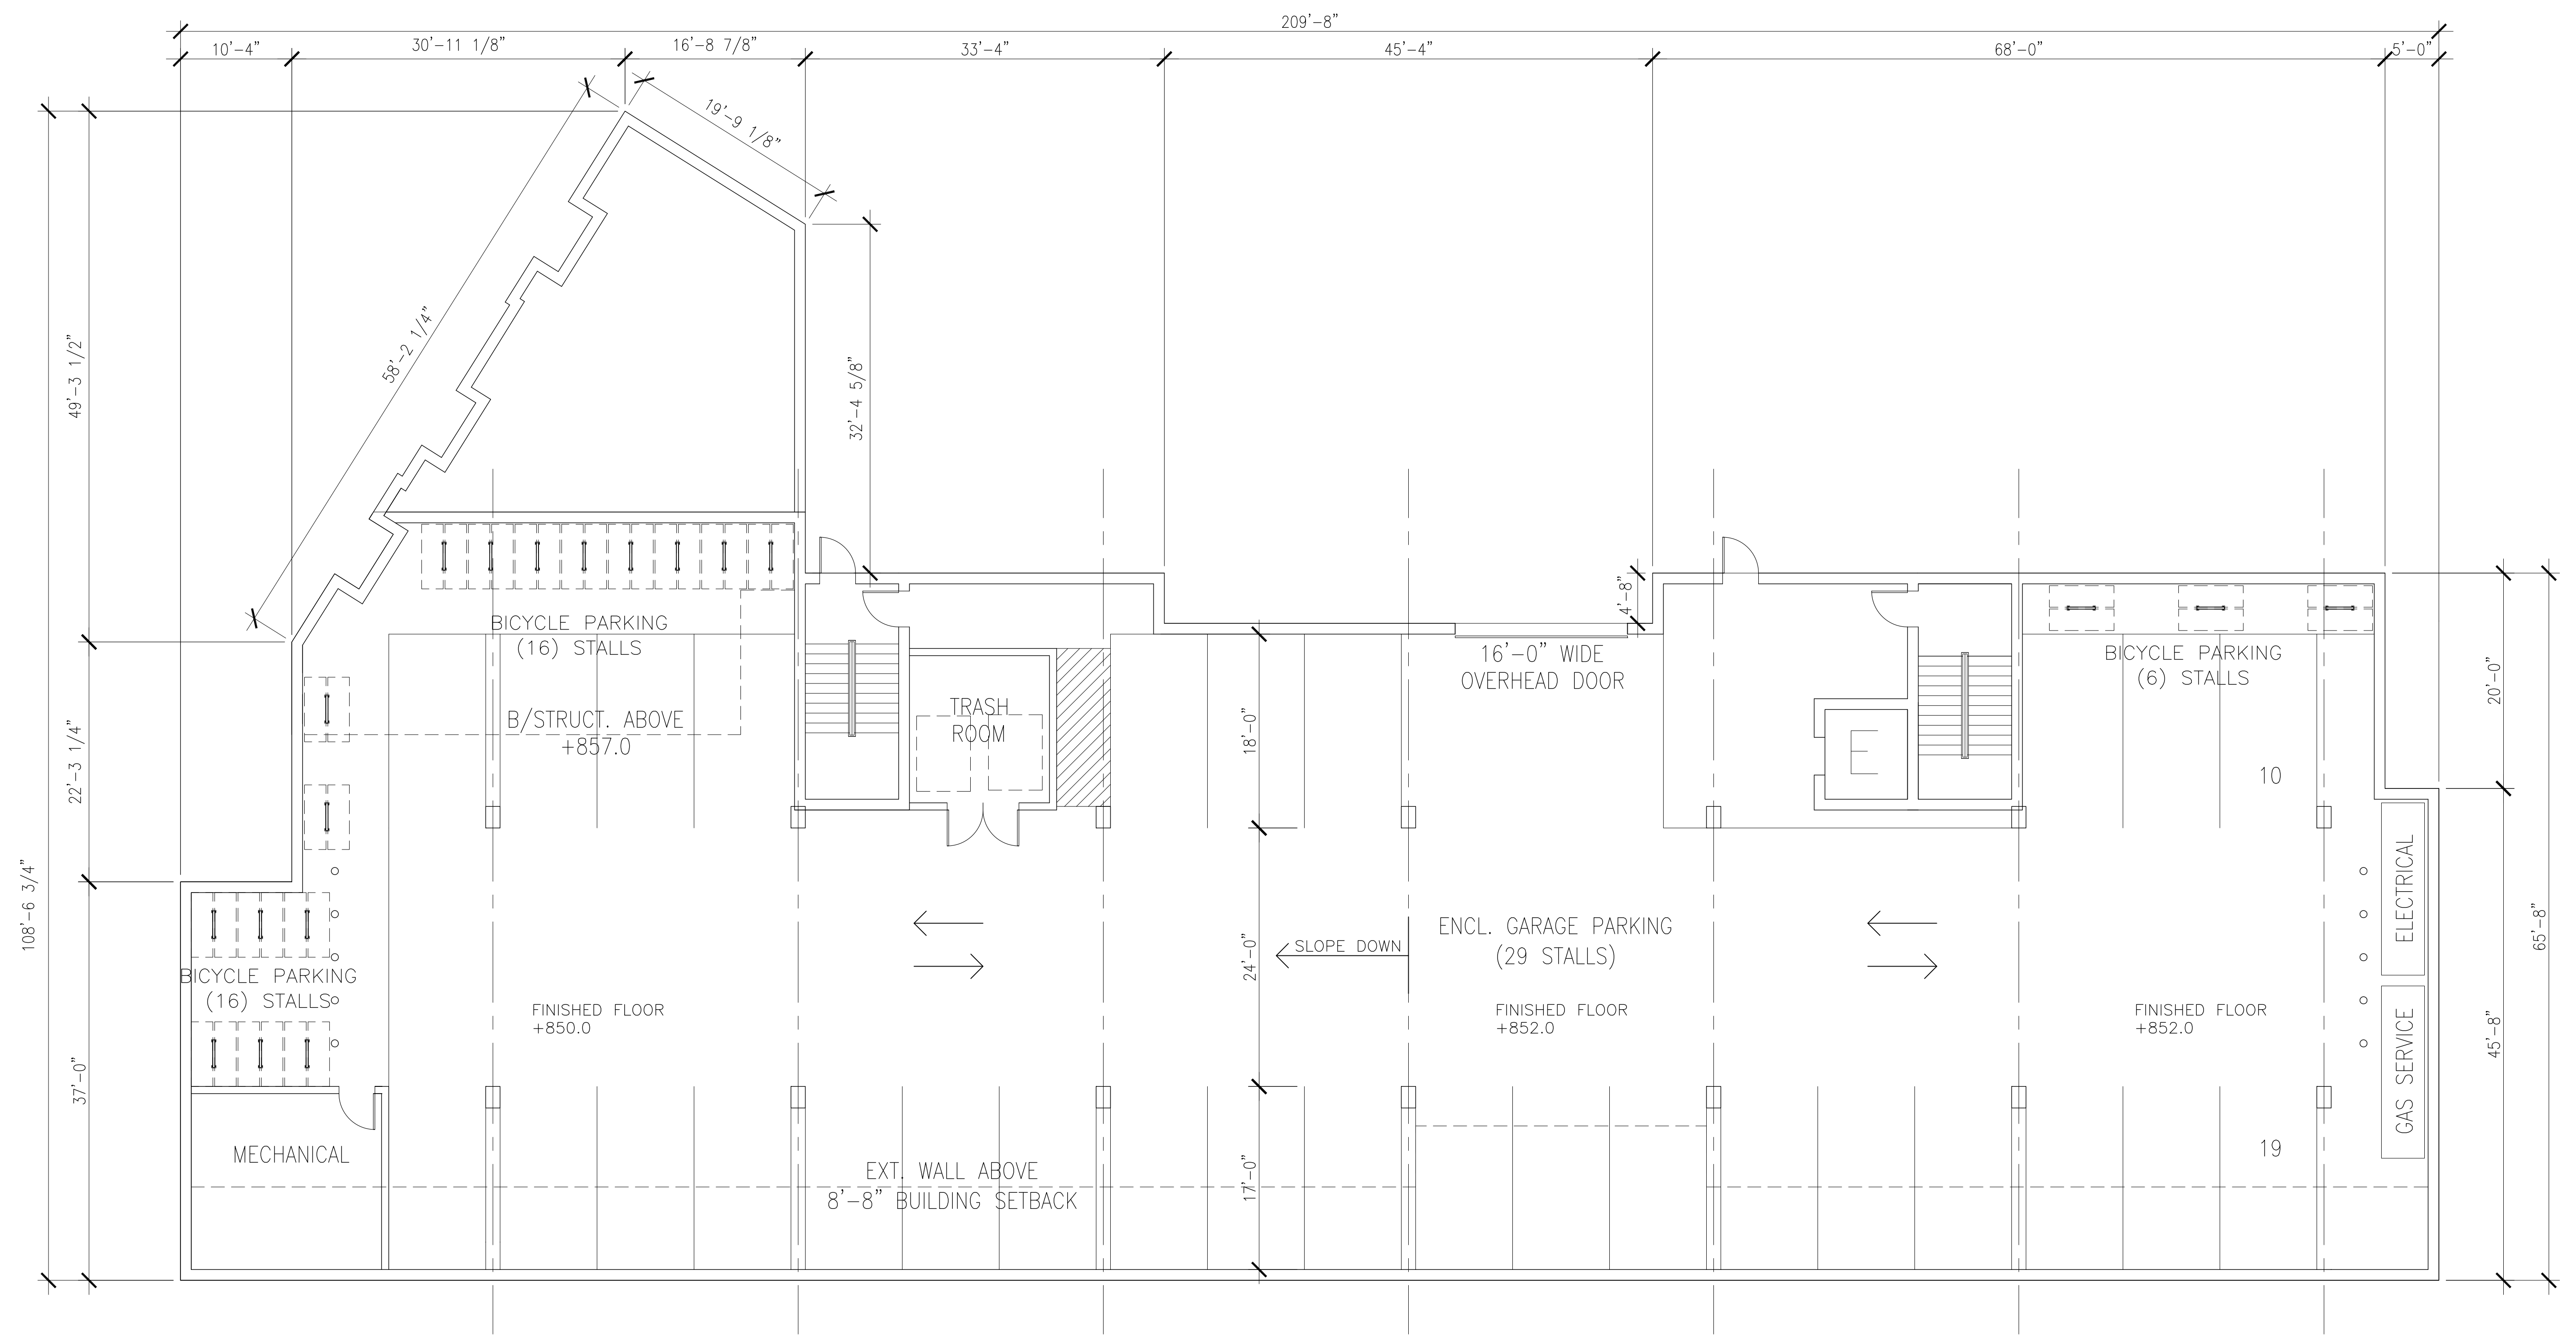 209'-8"
10'-4"
30'-11 1/8"
16'-8 7/8"
33'-4"
45'-4"
68'-0"
5'-0"
19'-9 1/8"
58'-2 1/4"
49'-3 1/2"
32'-4 5/8"
4'-8"
BICYCLE PARKING
(16) STALLS
16'-0" WIDE
OVERHEAD DOOR
BICYCLE PARKING
(6) STALLS
20'-0"
B/STRUCT. ABOVE
+857.0
TRASH
ROOM
18'-0"
E
10
22'-3 1/4"
108'-6 3/4"
ELECTRICAL
65'-8"
SLOPE DOWN
ENCL. GARAGE PARKING
(29 STALLS)
24'-0"
BICYCLE PARKING
(16) STALLS
FINISHED FLOOR
+850.0
FINISHED FLOOR
+852.0
FINISHED FLOOR
+852.0
GAS SERVICE
45'-8"
37'-0"
MECHANICAL
EXT. WALL ABOVE
8'-8" BUILDING SETBACK
17'-0"
19